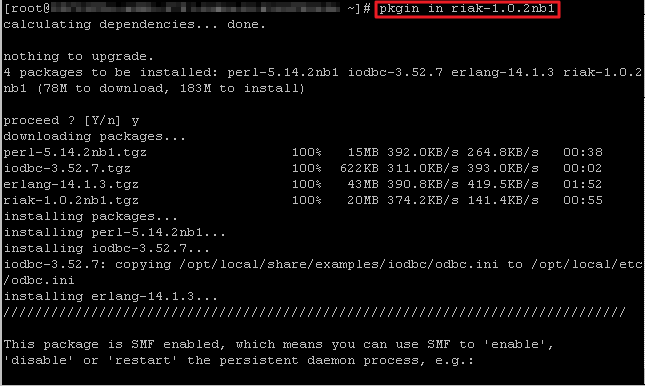 [root@ ~]# pkgin in riak-1.0.2nb1
calculating dependencies... done.
nothing to upgrade.
4 packages to be installed: perl-5.14.2nb1 iodbc-3.52.7 erlang-14.1.3 riak-1.0.2
nb1 (78M to download, 183M to install)
proceed ? [Y/n] y
downloading packages...
perl-5.14.2nb1.tgz 100% 15MB 392.0KB/s 264.8KB/s 00:38
iodbc-3.52.7.tgz 100% 622KB 311.0KB/s 393.0KB/s 00:02
erlang-14.1.3.tgz 100% 43MB 390.8KB/s 419.5KB/s 01:52
riak-1.0.2nb1.tgz 100% 20MB 374.2KB/s 141.4KB/s 00:55
installing packages...
installing perl-5.14.2nb1...
installing iodbc-3.52.7...
iodbc-3.52.7: copying /opt/local/share/examples/iodbc/odbc.ini to /opt/local/etc
/odbc.ini
installing erlang-14.1.3...
///////////////////////////////////////////////////////////////////////////////
This package is SMF enabled, which means you can use SMF to 'enable',
'disable' or 'restart' the persistent daemon process, e.g.: